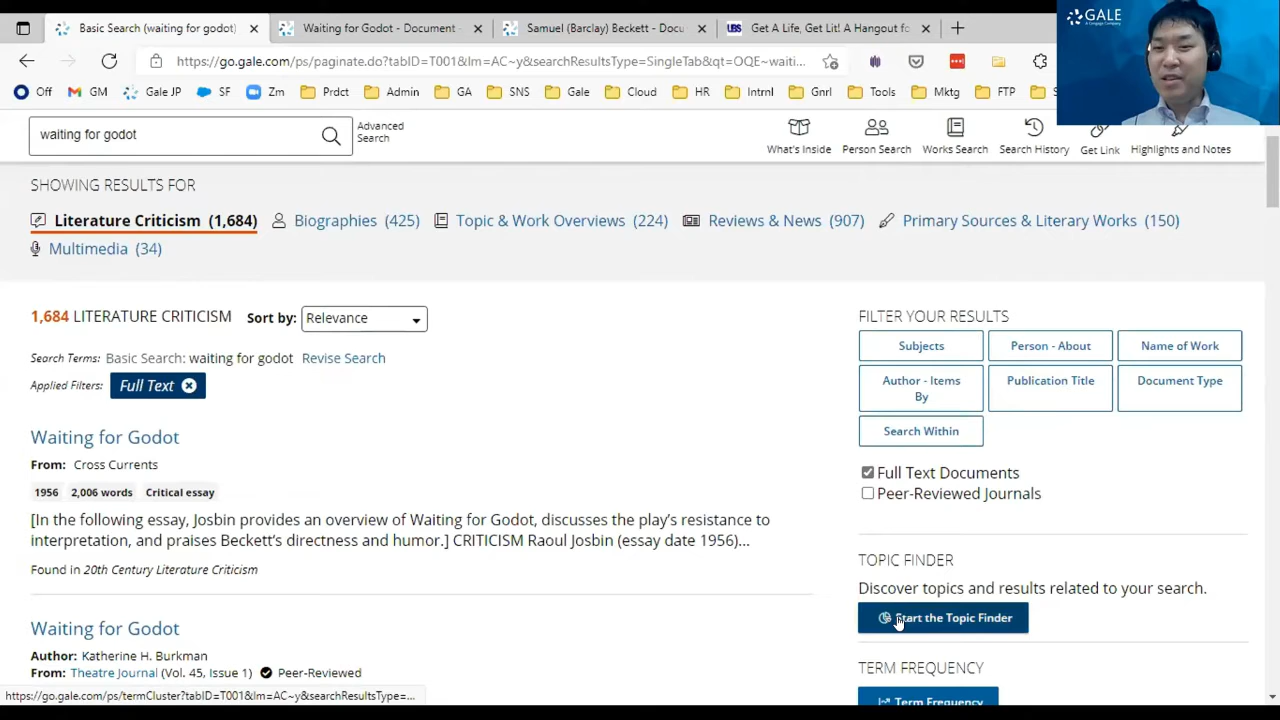 Basic Search (waiting for godot)
Waiting for Godot - Document -
Samuel (Barclay) Beckett - Doc
Get A Life, Get Lit! A Hangout fo
GALE
A Cengage Company
https://go.gale.com/ps/paginate.do?tabID=T001&lm=AC~y&searchResultsType=SingleTab&qt=OQE~waiti...
Off
GM
Gale JP
SF
Zm
Prdct
Admin
GA
SNS
Gale
Cloud
HR
Intrnl
Gnrl
Tools
Mktg
FTP
waiting for godot
Advanced
Search
What's Inside
Person Search
Works Search
Search History
Get Link
Highlights and Notes
SHOWING RESULTS FOR
Literature Criticism (1,684)
Biographies (425)
Topic & Work Overviews (224)
Reviews & News (907)
Primary Sources & Literary Works (150)
Multimedia (34)
1,684 LITERATURE CRITICISM
Sort by:
Relevance
Search Terms: Basic Search: waiting for godot Revise Search
Applied Filters: Full Text
Waiting for Godot
From: Cross Currents
1956 2,006 words Critical essay
[In the following essay, Josbin provides an overview of Waiting for Godot, discusses the play's resistance to
interpretation, and praises Beckett's directness and humor.] CRITICISM Raoul Josbin (essay date 1956)...
Found in 20th Century Literature Criticism
Waiting for Godot
Author: Katherine H. Burkman
From: Theatre Journal (Vol. 45, Issue 1) Peer-Reviewed
FILTER YOUR RESULTS
Subjects
Person - About
Name of Work
Author - Items
By
Publication Title
Document Type
Search Within
Full Text Documents
Peer-Reviewed Journals
TOPIC FINDER
Discover topics and results related to your search.
Start the Topic Finder
TERM FREQUENCY
Term Frequency
https://go.gale.com/ps/termCluster?tabID=T001&lm=AC~y&searchResultsType=...